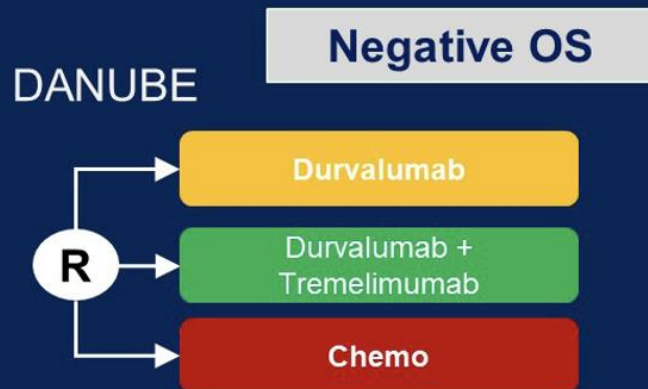 Negative OS
DANUBE
Durvalumab
R
Durvalumab +
Tremelimumab
Chemo